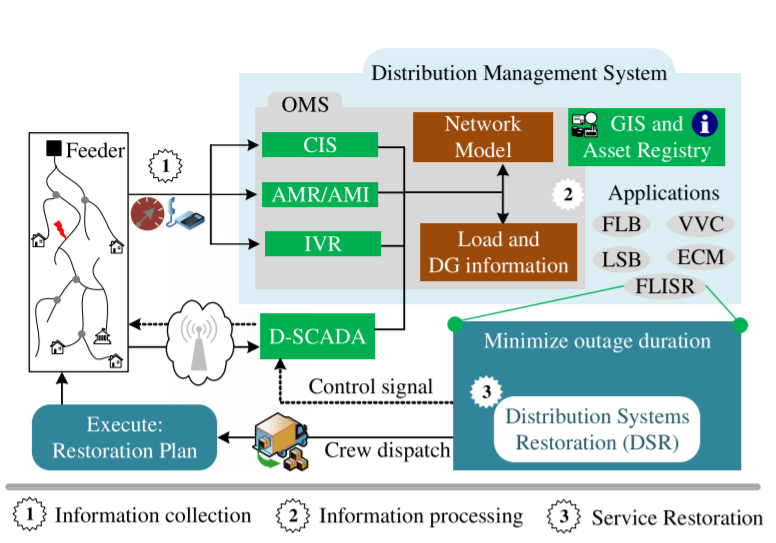 Distribution Management System
OMS
Feeder
1
CIS
AMR/AMI
IVR
Network
Model
Load and
DG information
GIS and
Asset Registry
2
Applications
FLB
VVC
LSB
ECM
FLISR
D-SCADA
Minimize outage duration
Control signal
3
Distribution Systems
Restoration (DSR)
Execute:
Restoration Plan
Crew dispatch
1 Information collection
2 Information processing
3 Service Restoration